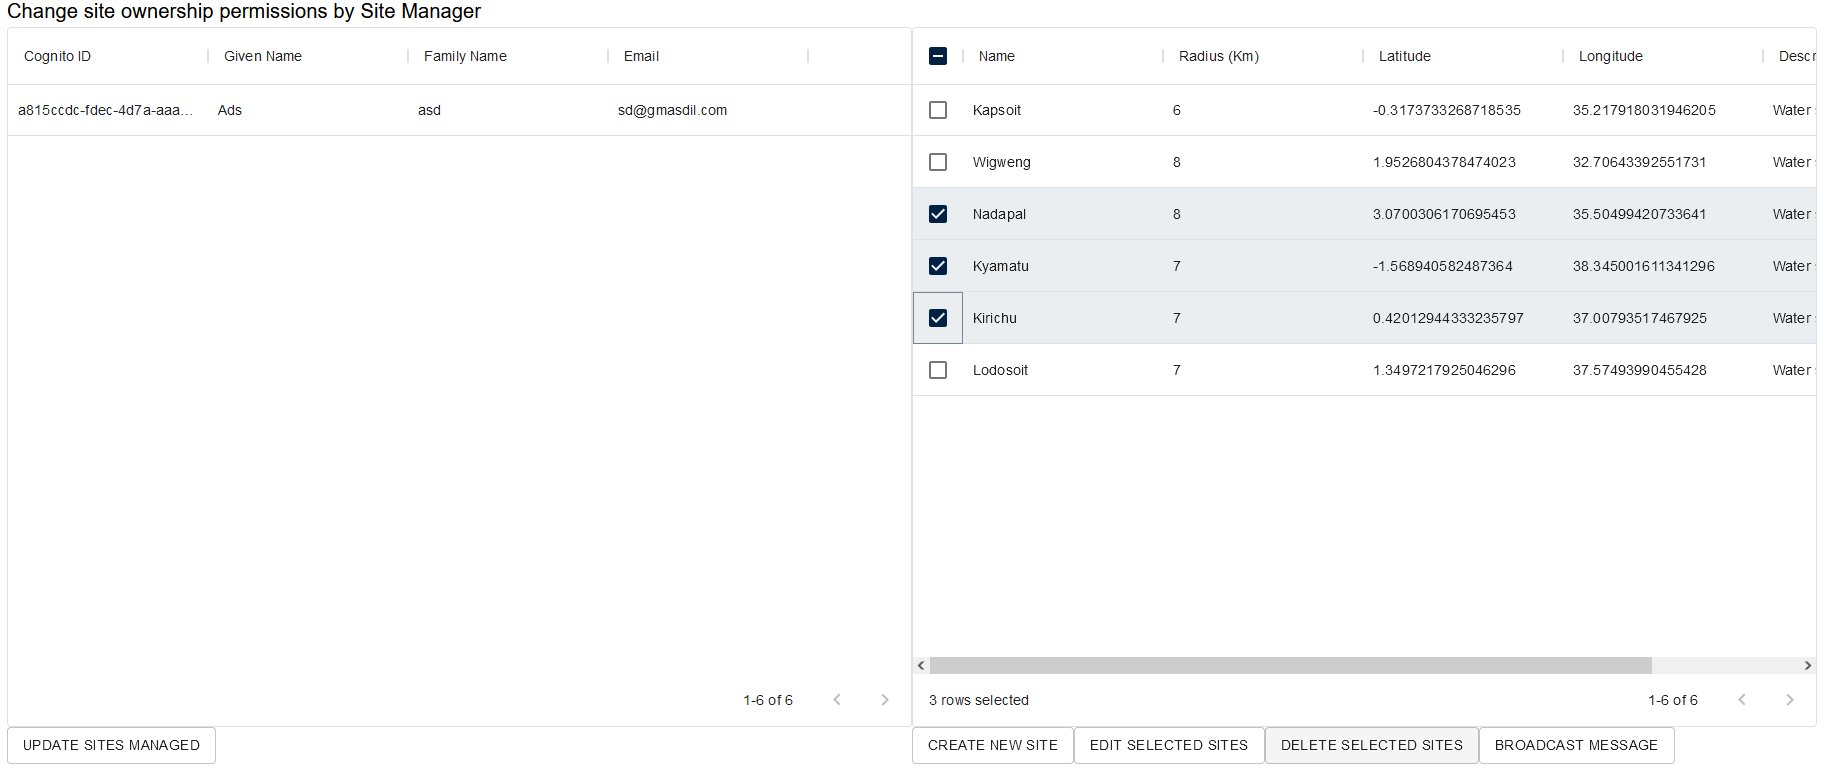 Change site ownership permissions by Site Manager
Cognito ID Given Name Family Name Email
a815ccdc-fdec-4d7a-aaa... Ads asd sd@gmasdil.com
1-6 of 6
UPDATE SITES MANAGED
Name Radius (Km) Latitude Longitude Descr
Kapsoit 6 -0.3173733268718535 35.217918031946205 Water
Wigweng 8 1.9526804378474023 32.70643392551731 Water
Nadapal 8 3.0700306170695453 35.50499420733641 Water
Kyamatu 7 -1.568940582487364 38.345001611341296 Water
Kirichu 7 0.42012944333235797 37.00793517467925 Water
Lodosoit 7 1.3497217925046296 37.57493990455428 Water
3 rows selected 1-6 of 6
CREATE NEW SITE EDIT SELECTED SITES DELETE SELECTED SITES BROADCAST MESSAGE